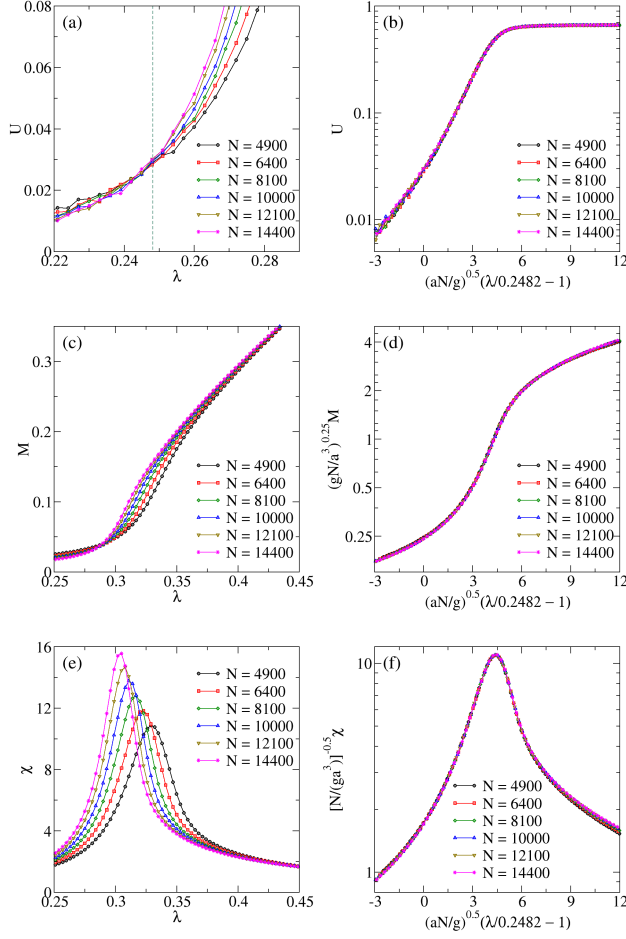 (a)
U
0.08
0.06
0.04
0.02
0
0.22 0.24 0.26 0.28
λ
N = 4900
N = 6400
N = 8100
N = 10000
N = 12100
N = 14400
(b)
U
1
0.1
0.01
-3 0 3 6 9 12
(aN/g)^0.5(λ/0.2482 − 1)
N = 4900
N = 6400
N = 8100
N = 10000
N = 12100
N = 14400
(c)
M
0.3
0.2
0.1
0
0.25 0.3 0.35 0.4 0.45
λ
N = 4900
N = 6400
N = 8100
N = 10000
N = 12100
N = 14400
(d)
(gN/a^3)^0.25M
4
2
1
0.5
0.25
-3 0 3 6 9 12
(aN/g)^0.5(λ/0.2482 − 1)
N = 4900
N = 6400
N = 8100
N = 10000
N = 12100
N = 14400
(e)
χ
16
12
8
4
0
0.25 0.3 0.35 0.4 0.45
λ
N = 4900
N = 6400
N = 8100
N = 10000
N = 12100
N = 14400
(f)
[N/(ga^3)]^-0.5χ
10
1
-3 0 3 6 9 12
(aN/g)^0.5(λ/0.2482 − 1)
N = 4900
N = 6400
N = 8100
N = 10000
N = 12100
N = 14400